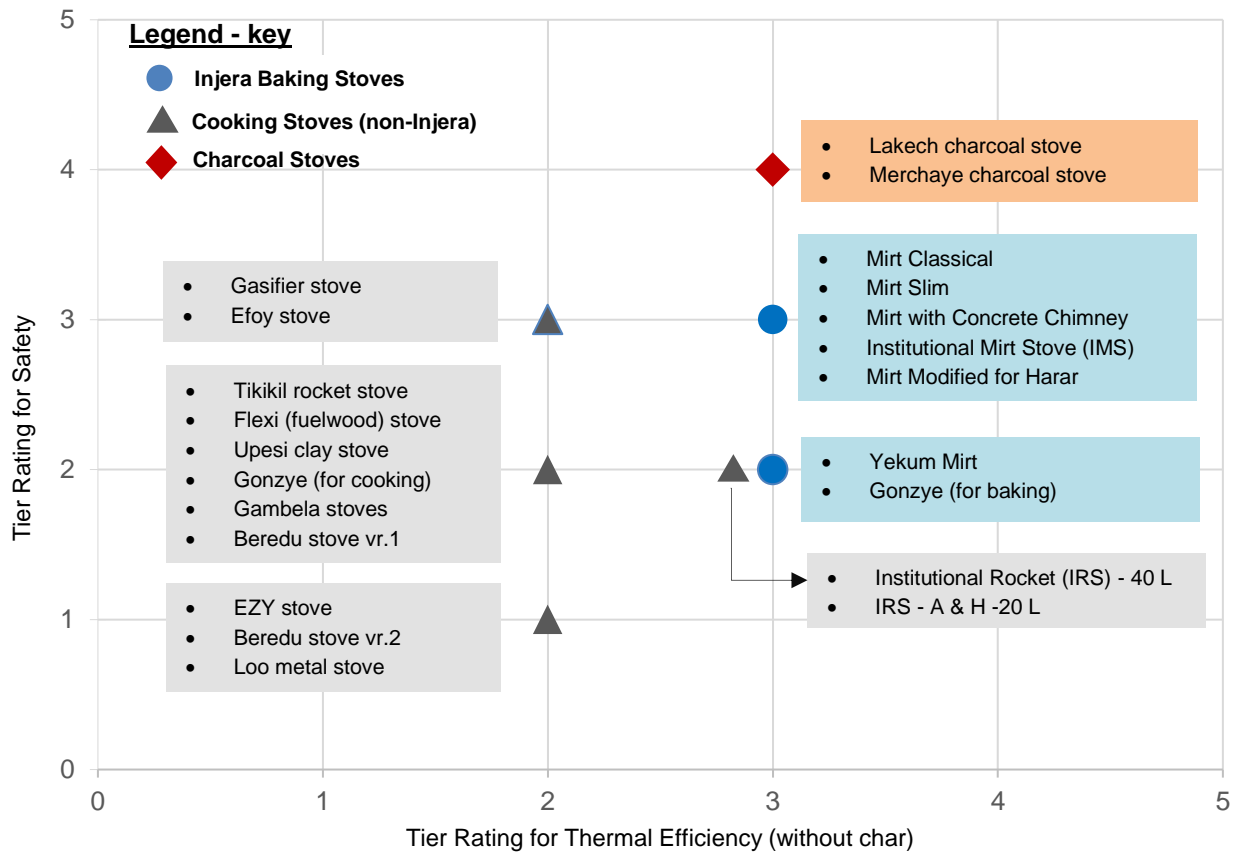 Legend - key
Injera Baking Stoves
Cooking Stoves (non-Injera)
Charcoal Stoves
• Lakech charcoal stove
• Merchaye charcoal stove
• Mirt Classical
• Mirt Slim
• Mirt with Concrete Chimney
• Institutional Mirt Stove (IMS)
• Mirt Modified for Harar
• Gasifier stove
• Efoy stove
• Tikikil rocket stove
• Flexi (fuelwood) stove
• Upesi clay stove
• Gonzye (for cooking)
• Gambela stoves
• Beredu stove vr.1
• Yekum Mirt
• Gonzye (for baking)
• Institutional Rocket (IRS) - 40 L
• IRS - A & H -20 L
• EZY stove
• Beredu stove vr.2
• Loo metal stove
Tier Rating for Safety
5
4
3
2
1
0
0 1 2 3 4 5
Tier Rating for Thermal Efficiency (without char)